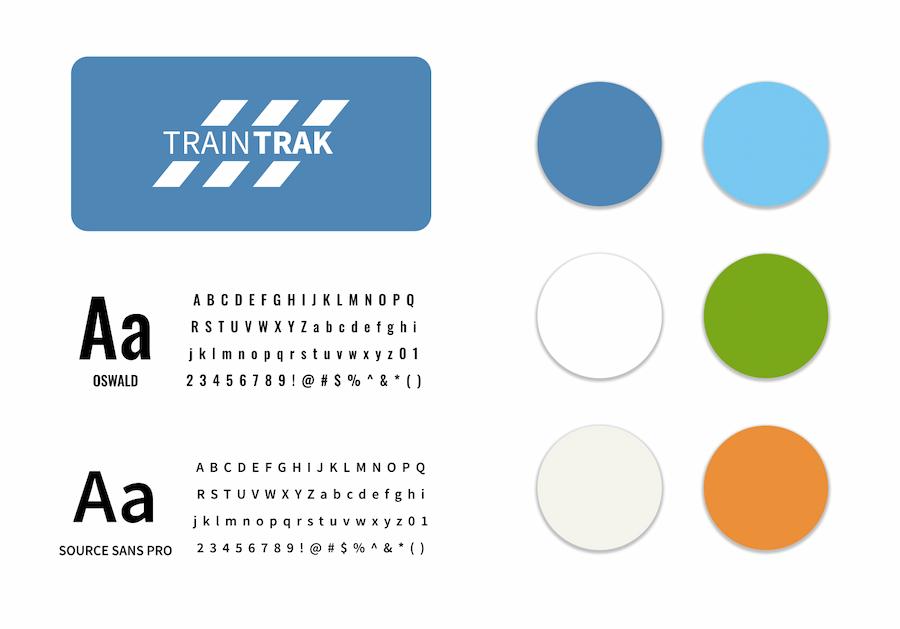 TRAINTRAK
Aa
OSWALD
A B C D E F G H I J K L M N O P Q
R S T U V W X Y Z a b c d e f g h i
j k l m n o p q r s t u v w x y z 0 1
2 3 4 5 6 7 8 9 ! @ # $ % ^ & * ( )
Aa
SOURCE SANS PRO
A B C D E F G H I J K L M N O P Q
R S T U V W X Y Z a b c d e f g h i
j k l m n o p q r s t u v w x y z 0 1
2 3 4 5 6 7 8 9 ! @ # $ % ^ & * ( )